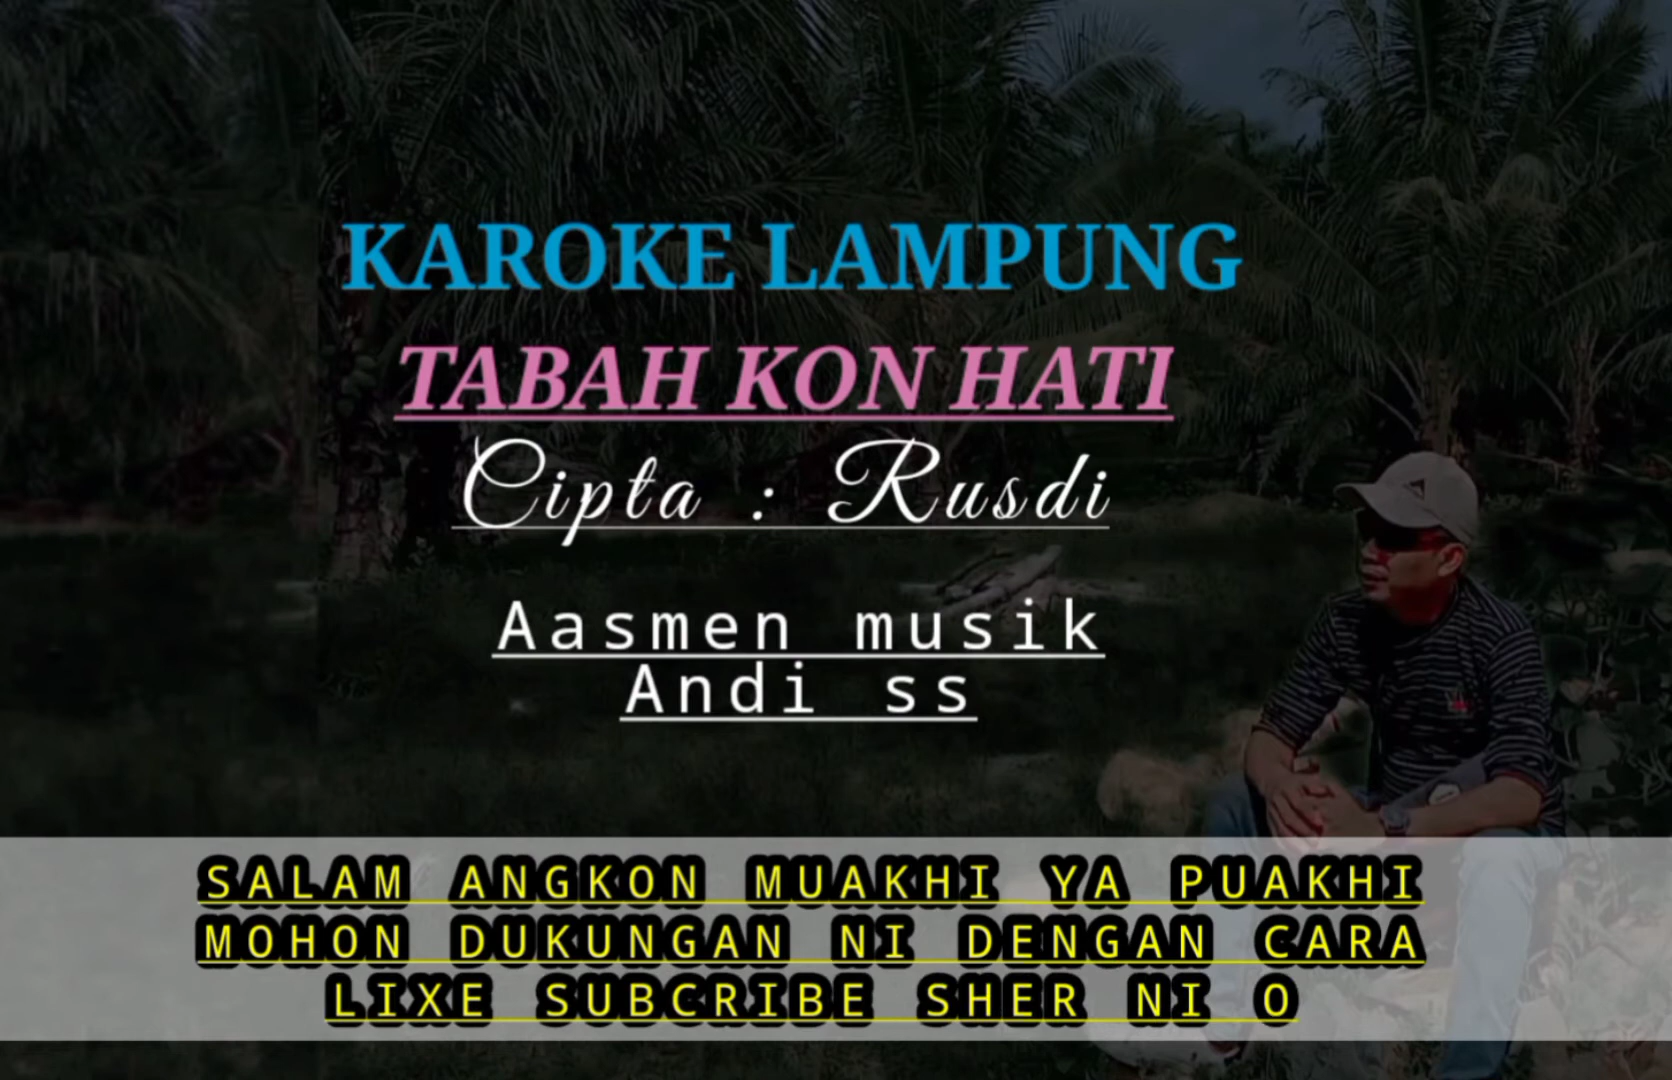 KAROKE LAMPUNG
TABAH KON HATI
Cipta : Rusdi
Aasmen musik
Andi ss
SALAM ANGKON MUAKHI YA PUAKHI
MOHON DUKUNGAN NI DENGAN CARA
LIXE SUBCRIBE SHER NI O